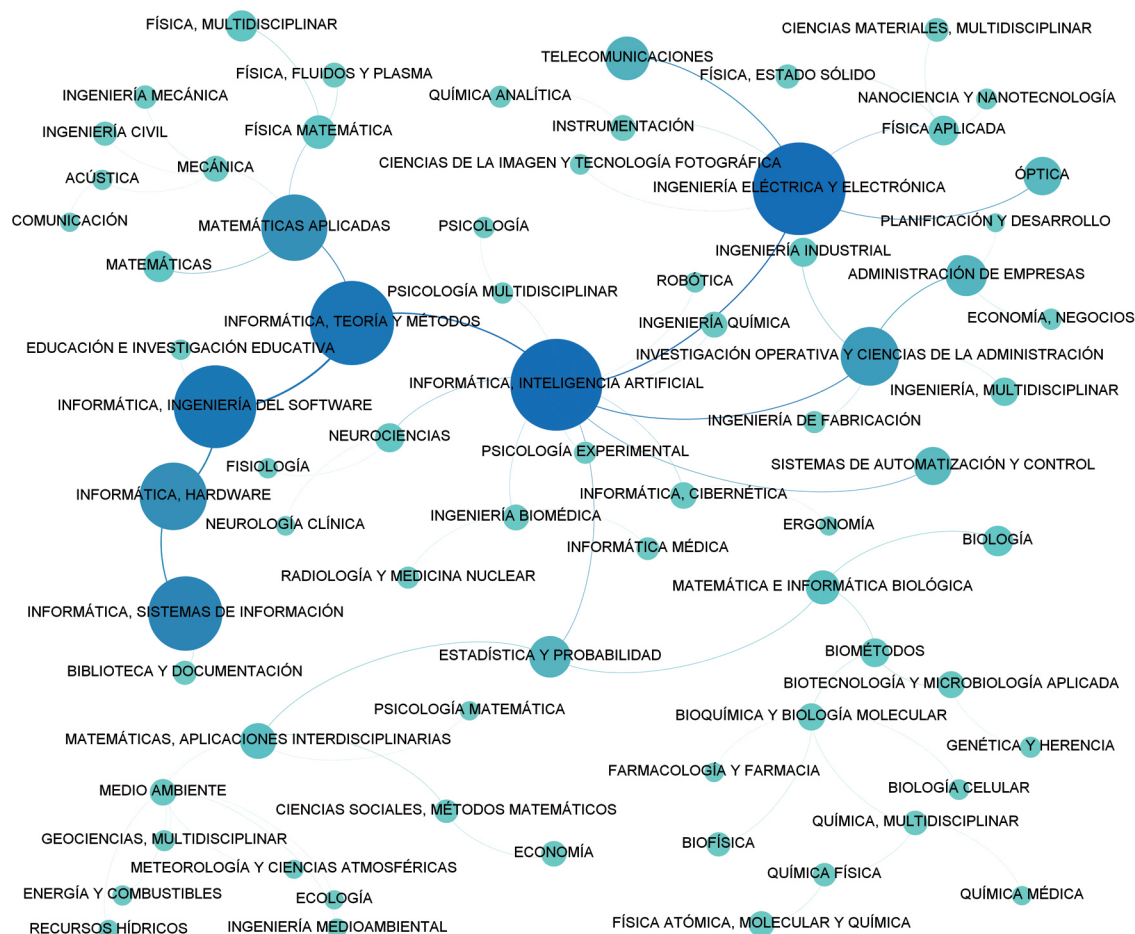 FÍSICA, MULTIDISCIPLINAR
CIENCIAS MATERIALES, MULTIDISCIPLINAR
TELECOMUNICACIONES
FÍSICA, FLUIDOS Y PLASMA
FÍSICA, ESTADO SÓLIDO
INGENIERÍA MECÁNICA
QUÍMICA ANALÍTICA
NANOCIENCIA Y NANOTECNOLOGÍA
INGENIERÍA CIVIL
FÍSICA MATEMÁTICA
INSTRUMENTACIÓN
FÍSICA APLICADA
MECÁNICA
CIENCIAS DE LA IMAGEN Y TECNOLOGÍA FOTOGRÁFICA
ACÚSTICA
INGENIERÍA ELÉCTRICA Y ELECTRÓNICA
ÓPTICA
COMUNICACIÓN
MATEMÁTICAS APLICADAS
PSICOLOGÍA
PLANIFICACIÓN Y DESARROLLO
INGENIERÍA INDUSTRIAL
MATEMÁTICAS
ROBÓTICA
ADMINISTRACIÓN DE EMPRESAS
PSICOLOGÍA MULTIDISCIPLINAR
INFORMÁTICA, TEORÍA Y MÉTODOS
INGENIERÍA QUÍMICA
ECONOMÍA, NEGOCIOS
EDUCACIÓN E INVESTIGACIÓN EDUCATIVA
INVESTIGACIÓN OPERATIVA Y CIENCIAS DE LA ADMINISTRACIÓN
INFORMÁTICA, INTELIGENCIA ARTIFICIAL
INGENIERÍA, MULTIDISCIPLINAR
INFORMÁTICA, INGENIERÍA DEL SOFTWARE
INGENIERÍA DE FABRICACIÓN
NEUROCIENCIAS
PSICOLOGÍA EXPERIMENTAL
FISIOLOGÍA
SISTEMAS DE AUTOMATIZACIÓN Y CONTROL
INFORMÁTICA, HARDWARE
INFORMÁTICA, CIBERNÉTICA
INGENIERÍA BIOMÉDICA
NEUROLOGÍA CLÍNICA
ERGONOMÍA
BIOLOGÍA
INFORMÁTICA MÉDICA
RADIOLOGÍA Y MEDICINA NUCLEAR
MATEMÁTICA E INFORMÁTICA BIOLÓGICA
INFORMÁTICA, SISTEMAS DE INFORMACIÓN
BIOMÉTODOS
ESTADÍSTICA Y PROBABILIDAD
BIBLIOTECA Y DOCUMENTACIÓN
BIOTECNOLOGÍA Y MICROBIOLOGÍA APLICADA
PSICOLOGÍA MATEMÁTICA
BIOQUÍMICA Y BIOLOGÍA MOLECULAR
MATEMÁTICAS, APLICACIONES INTERDISCIPLINARIAS
GENÉTICA Y HERENCIA
FARMACOLOGÍA Y FARMACIA
MEDIO AMBIENTE
BIOLOGÍA CELULAR
CIENCIAS SOCIALES, MÉTODOS MATEMÁTICOS
QUÍMICA, MULTIDISCIPLINAR
GEOCIENCIAS, MULTIDISCIPLINAR
BIOFÍSICA
ECONOMÍA
METEOROLOGÍA Y CIENCIAS ATMOSFÉRICAS
QUÍMICA FÍSICA
ENERGÍA Y COMBUSTIBLES
QUÍMICA MÉDICA
ECOLOGÍA
FÍSICA ATÓMICA, MOLECULAR Y QUÍMICA
RECURSOS HÍDRICOS
INGENIERÍA MEDIOAMBIENTAL